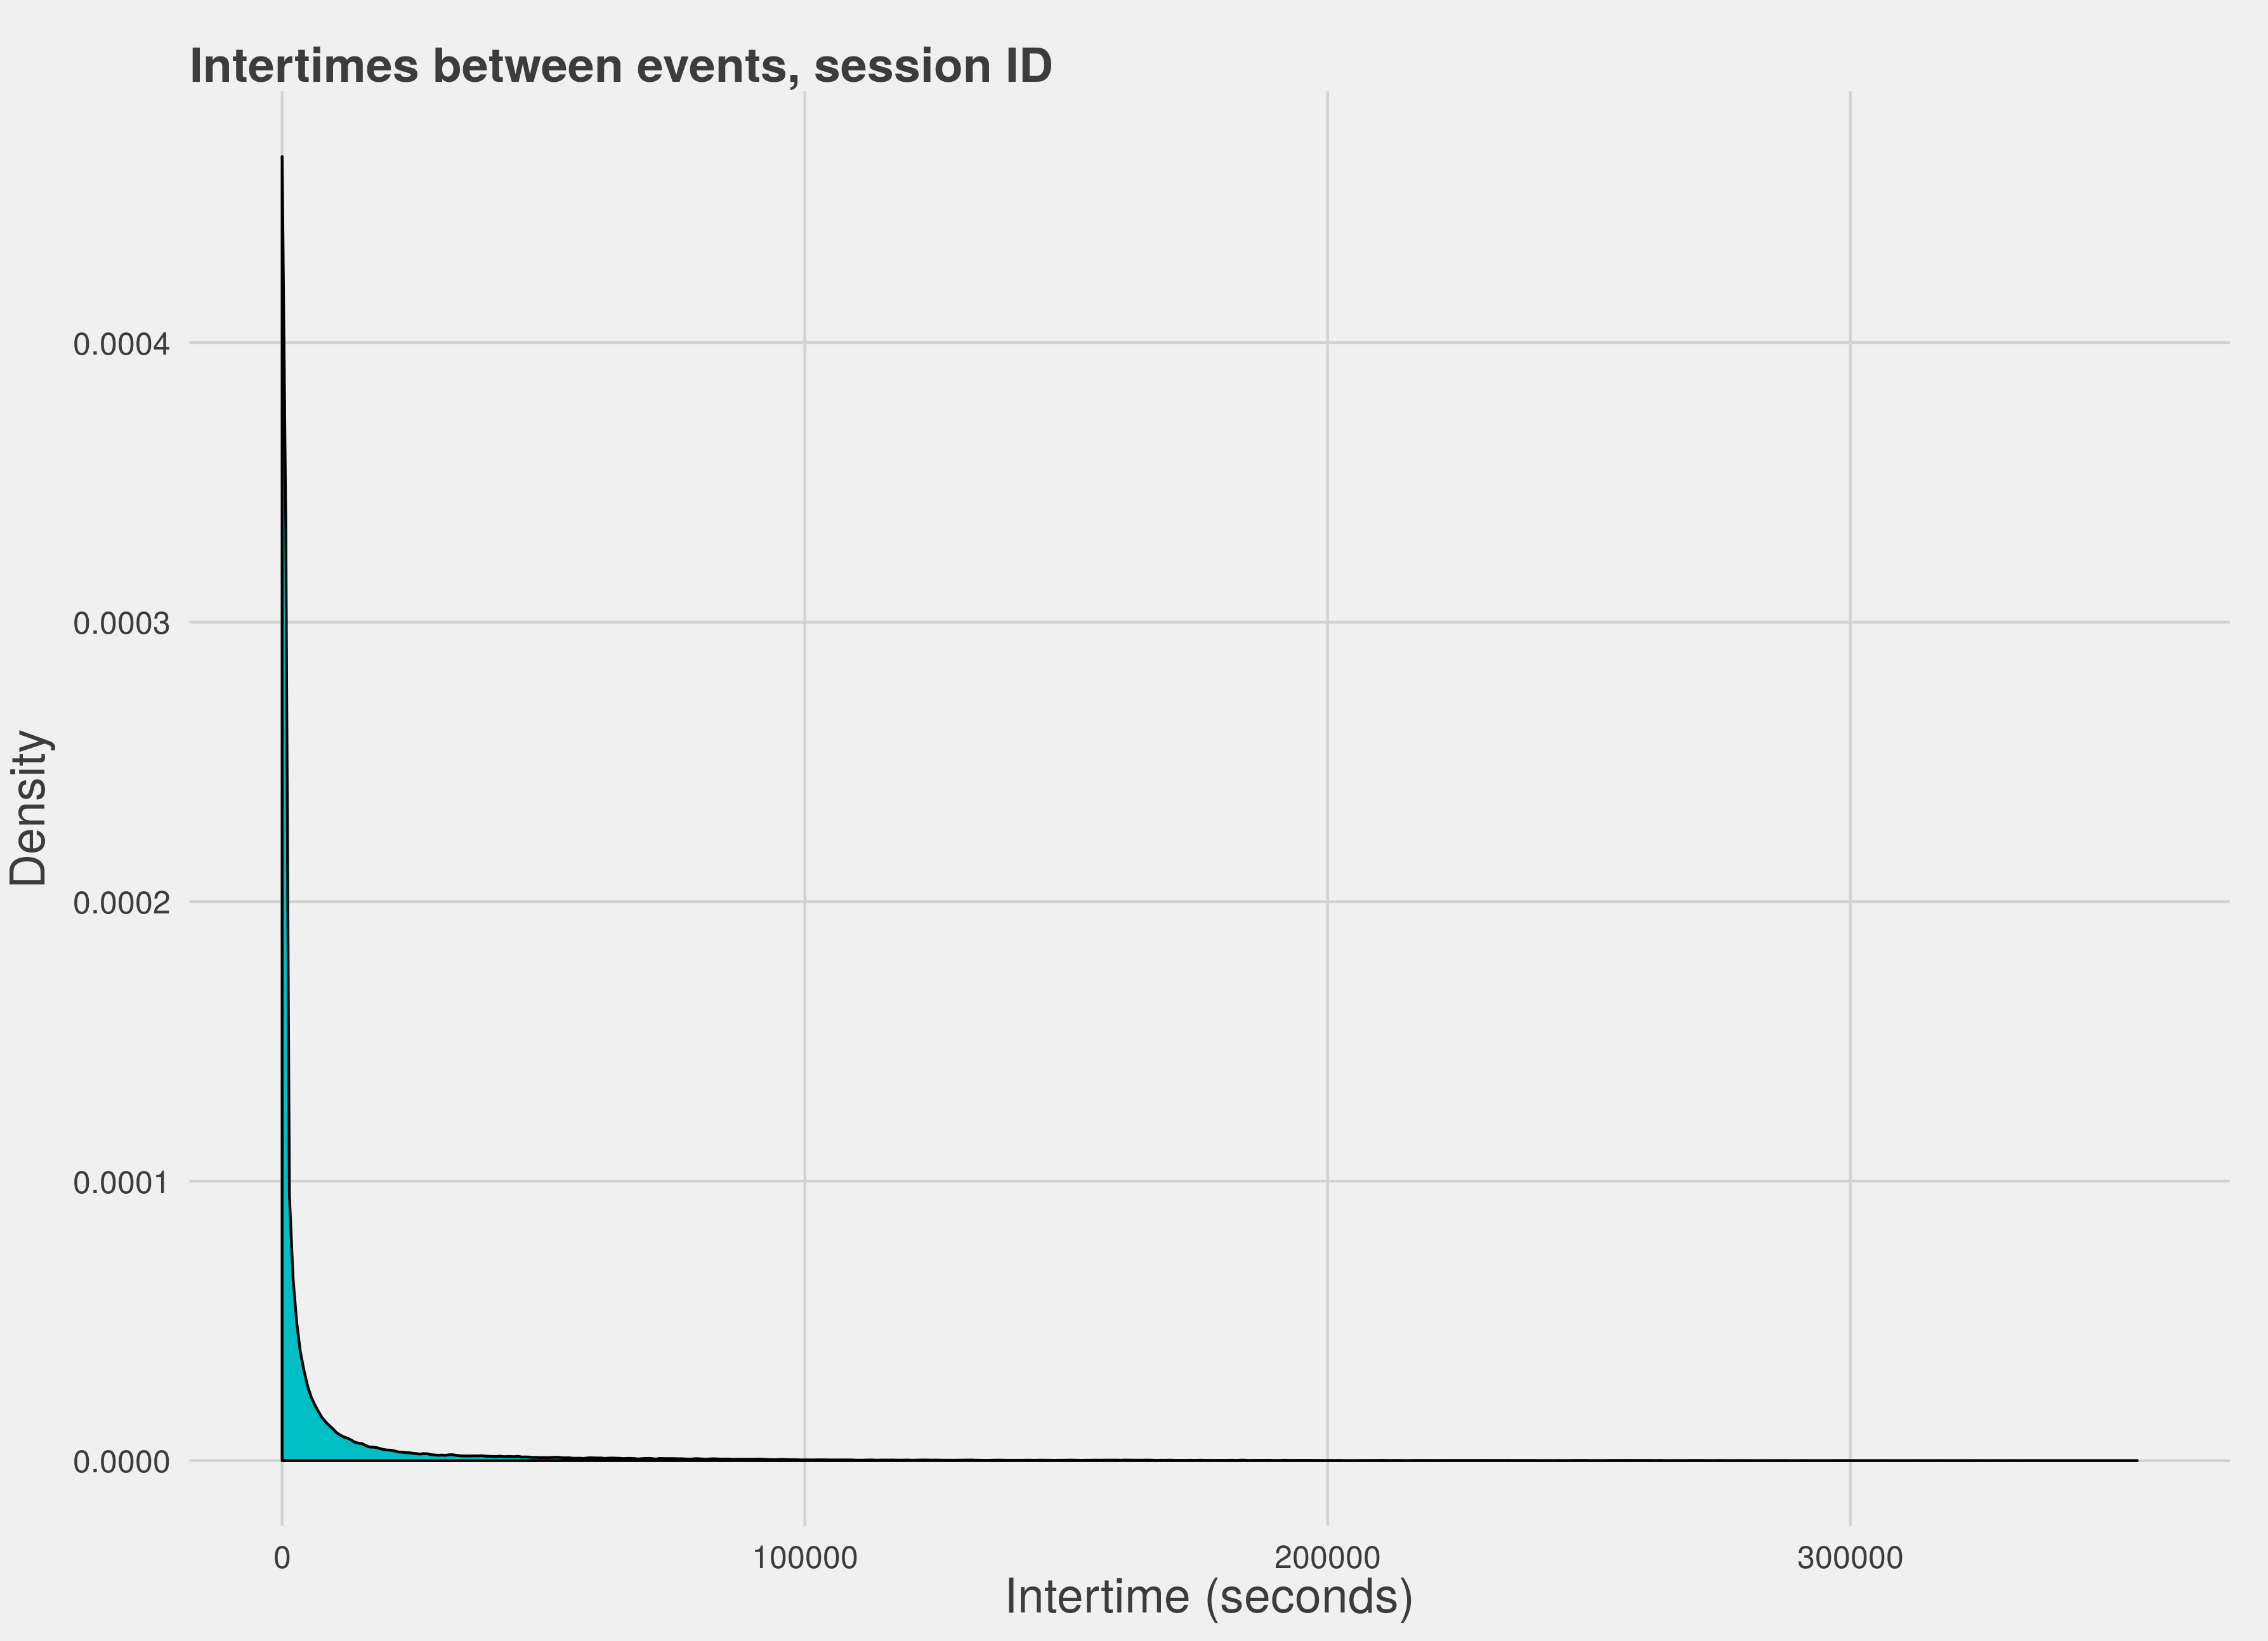 Intertimes between events, session ID
Density
0.0004
0.0003
0.0002
0.0001
0.0000
0 100000 200000 300000
Intertime (seconds)